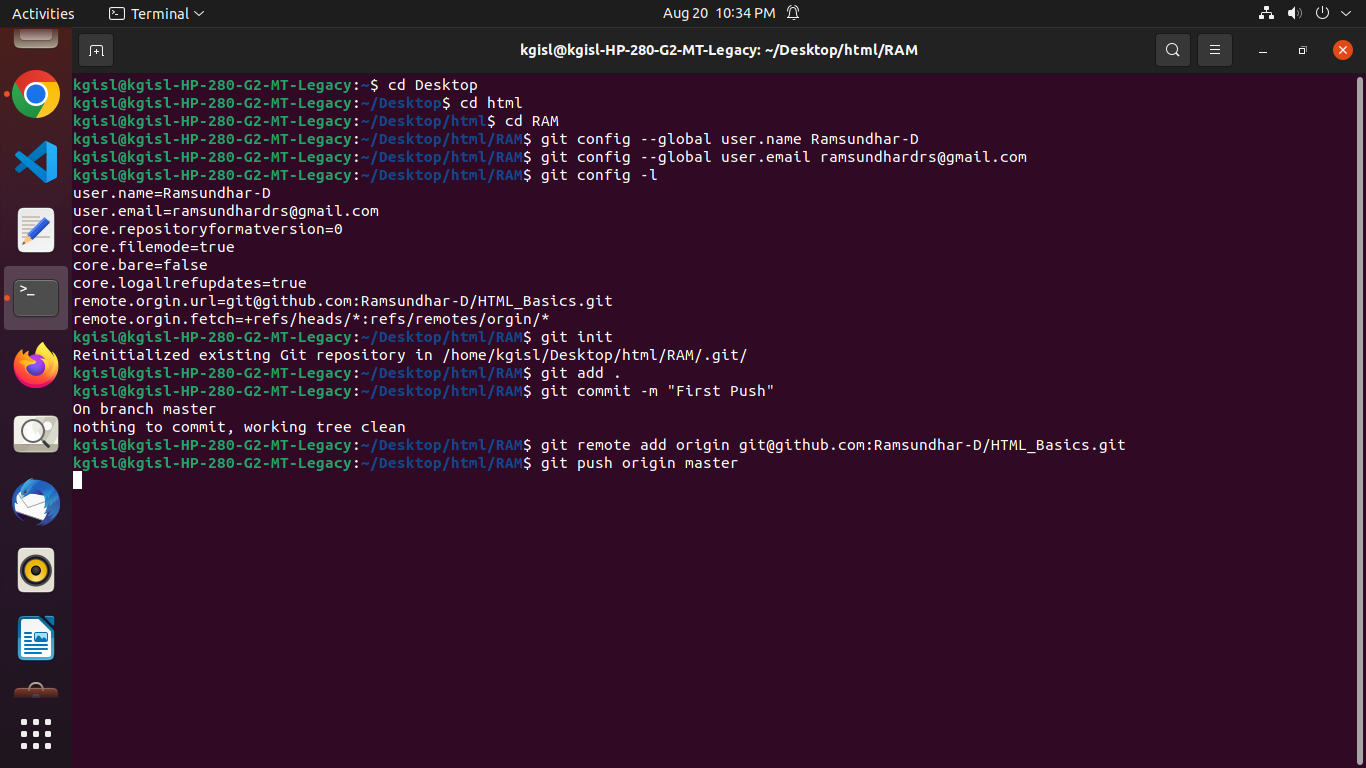 Activities
Terminal
Aug 20 10:34 PM
kgisl@kgisl-HP-280-G2-MT-Legacy: ~/Desktop/html/RAM
kgisl@kgisl-HP-280-G2-MT-Legacy:~$ cd Desktop
kgisl@kgisl-HP-280-G2-MT-Legacy:~/Desktop$ cd html
kgisl@kgisl-HP-280-G2-MT-Legacy:~/Desktop/html$ cd RAM
kgisl@kgisl-HP-280-G2-MT-Legacy:~/Desktop/html/RAM$ git config --global user.name Ramsundhar-D
kgisl@kgisl-HP-280-G2-MT-Legacy:~/Desktop/html/RAM$ git config --global user.email ramsundhardrs@gmail.com
kgisl@kgisl-HP-280-G2-MT-Legacy:~/Desktop/html/RAM$ git config -l
user.name=Ramsundhar-D
user.email=ramsundhardrs@gmail.com
core.repositoryformatversion=0
core.filemode=true
core.bare=false
core.logallrefupdates=true
remote.orgin.url=git@github.com:Ramsundhar-D/HTML_Basics.git
remote.orgin.fetch=+refs/heads/*:refs/remotes/orgin/*
kgisl@kgisl-HP-280-G2-MT-Legacy:~/Desktop/html/RAM$ git init
Reinitialized existing Git repository in /home/kgisl/Desktop/html/RAM/.git/
kgisl@kgisl-HP-280-G2-MT-Legacy:~/Desktop/html/RAM$ git add .
kgisl@kgisl-HP-280-G2-MT-Legacy:~/Desktop/html/RAM$ git commit -m "First Push"
On branch master
nothing to commit, working tree clean
kgisl@kgisl-HP-280-G2-MT-Legacy:~/Desktop/html/RAM$ git remote add origin git@github.com:Ramsundhar-D/HTML_Basics.git
kgisl@kgisl-HP-280-G2-MT-Legacy:~/Desktop/html/RAM$ git push origin master